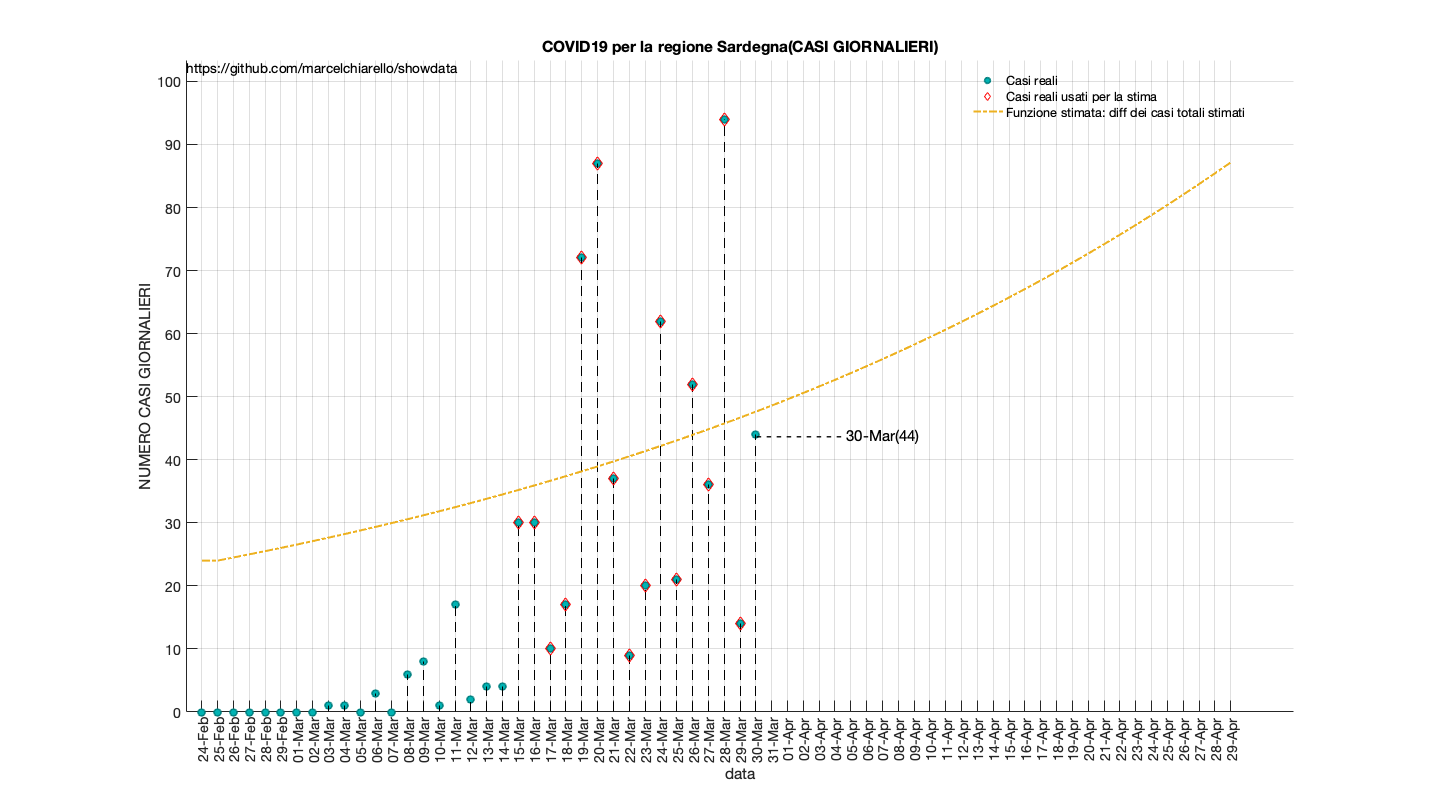 COVID19 per la regione Sardegna(CASI GIORNALIERI)
https://github.com/marcelchiarello/showdata
Casi reali
Casi reali usati per la stima
Funzione stimata: diff dei casi totali stimati
NUMERO CASI GIORNALIERI
100
90
80
70
60
50
40
30
20
10
0
30-Mar(44)
24-Feb
25-Feb
26-Feb
27-Feb
28-Feb
29-Feb
01-Mar
02-Mar
03-Mar
04-Mar
05-Mar
06-Mar
07-Mar
08-Mar
09-Mar
10-Mar
11-Mar
12-Mar
13-Mar
14-Mar
15-Mar
16-Mar
17-Mar
18-Mar
19-Mar
20-Mar
21-Mar
22-Mar
23-Mar
24-Mar
25-Mar
26-Mar
27-Mar
28-Mar
29-Mar
30-Mar
31-Mar
01-Apr
02-Apr
03-Apr
04-Apr
05-Apr
06-Apr
07-Apr
08-Apr
09-Apr
10-Apr
11-Apr
12-Apr
13-Apr
14-Apr
15-Apr
16-Apr
17-Apr
18-Apr
19-Apr
20-Apr
21-Apr
22-Apr
23-Apr
24-Apr
25-Apr
26-Apr
27-Apr
28-Apr
29-Apr
data